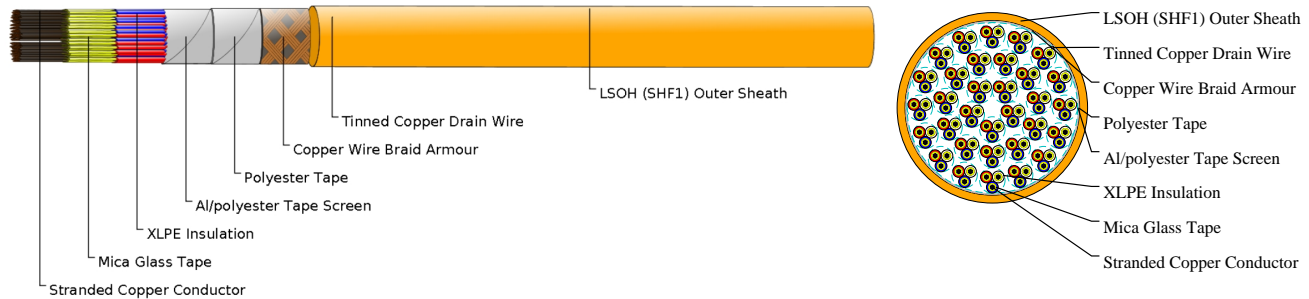 LSOH (SHF1) Outer Sheath
Tinned Copper Drain Wire
Copper Wire Braid Armour
Polyester Tape
Al/polyester Tape Screen
XLPE Insulation
Mica Glass Tape
Stranded Copper Conductor
LSOH (SHF1) Outer Sheath
Tinned Copper Drain Wire
Copper Wire Braid Armour
Polyester Tape
Al/polyester Tape Screen
XLPE Insulation
Mica Glass Tape
Stranded Copper Conductor